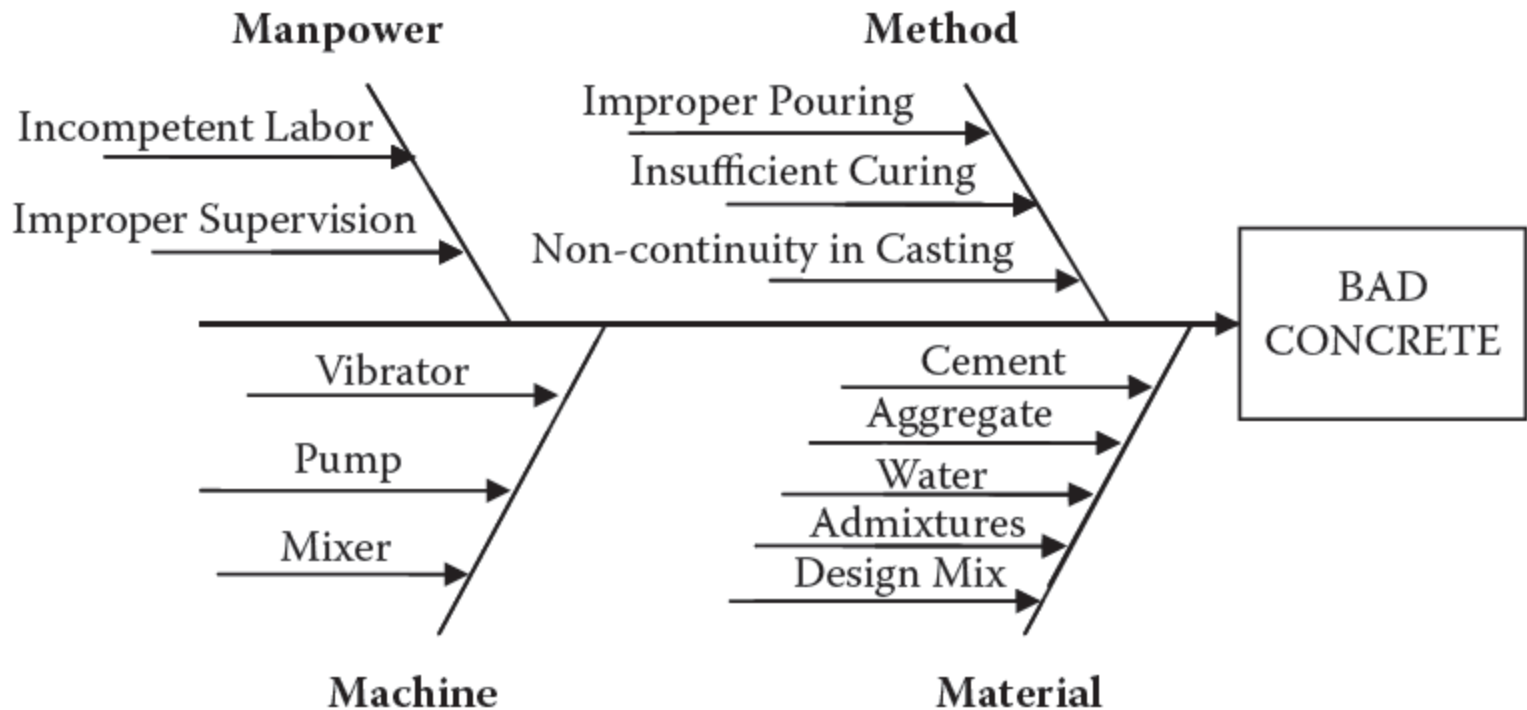 Manpower
Method
Incompetent Labor
Improper Supervision
Improper Pouring
Insufficient Curing
Non-continuity in Casting
BAD
CONCRETE
Vibrator
Pump
Mixer
Cement
Aggregate
Water
Admixtures
Design Mix
Machine
Material